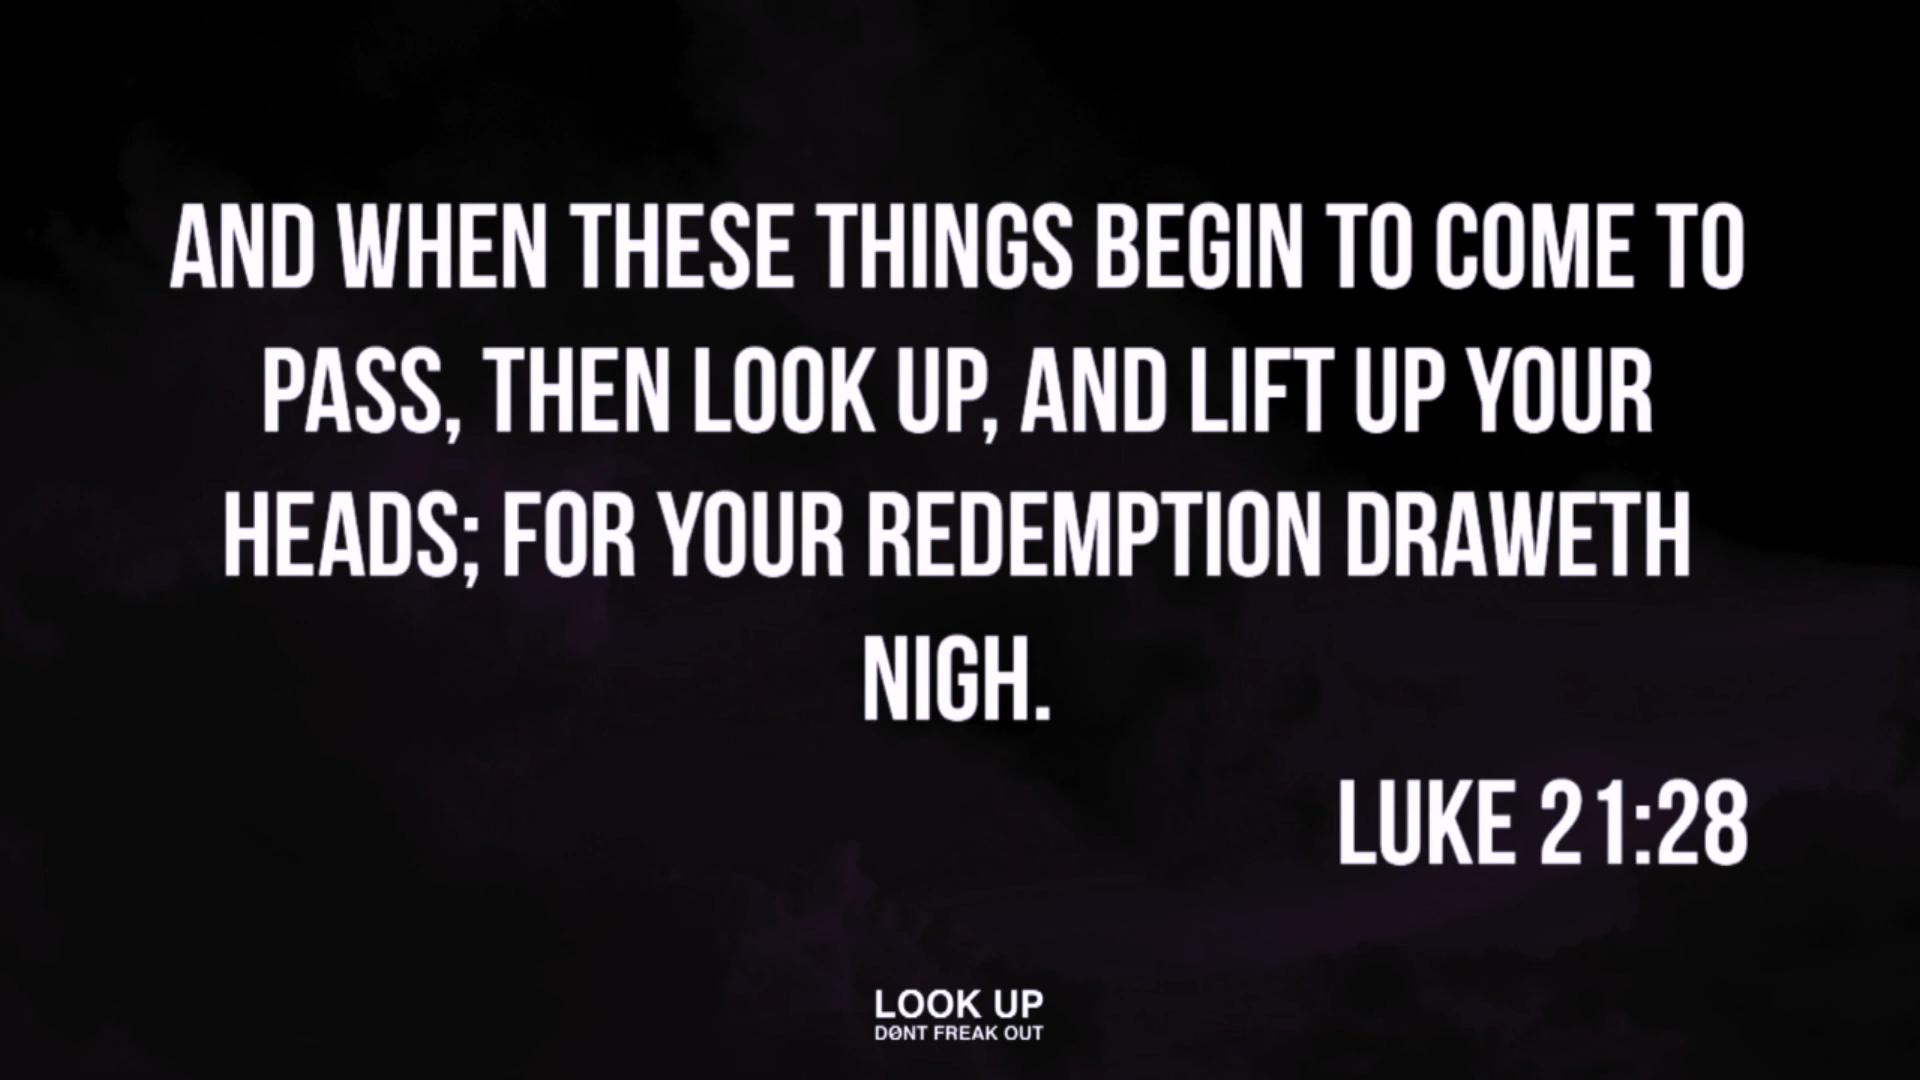 AND WHEN THESE THINGS BEGIN TO COME TO
PASS, THEN LOOK UP, AND LIFT UP YOUR
HEADS; FOR YOUR REDEMPTION DRAWETH
NIGH.
LUKE 21:28
LOOK UP
DØNT FREAK OUT